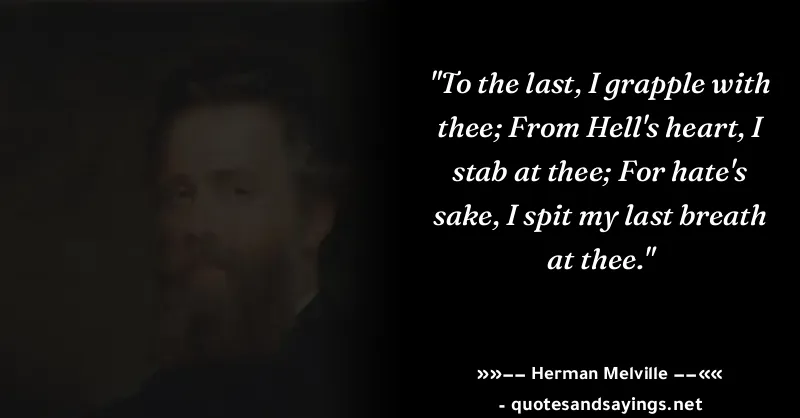 "To the last, I grapple with
thee; From Hell's heart, I
stab at thee; For hate's
sake, I spit my last breath
at thee."
»»−− Herman Melville −−««
- quotesandsayings.net